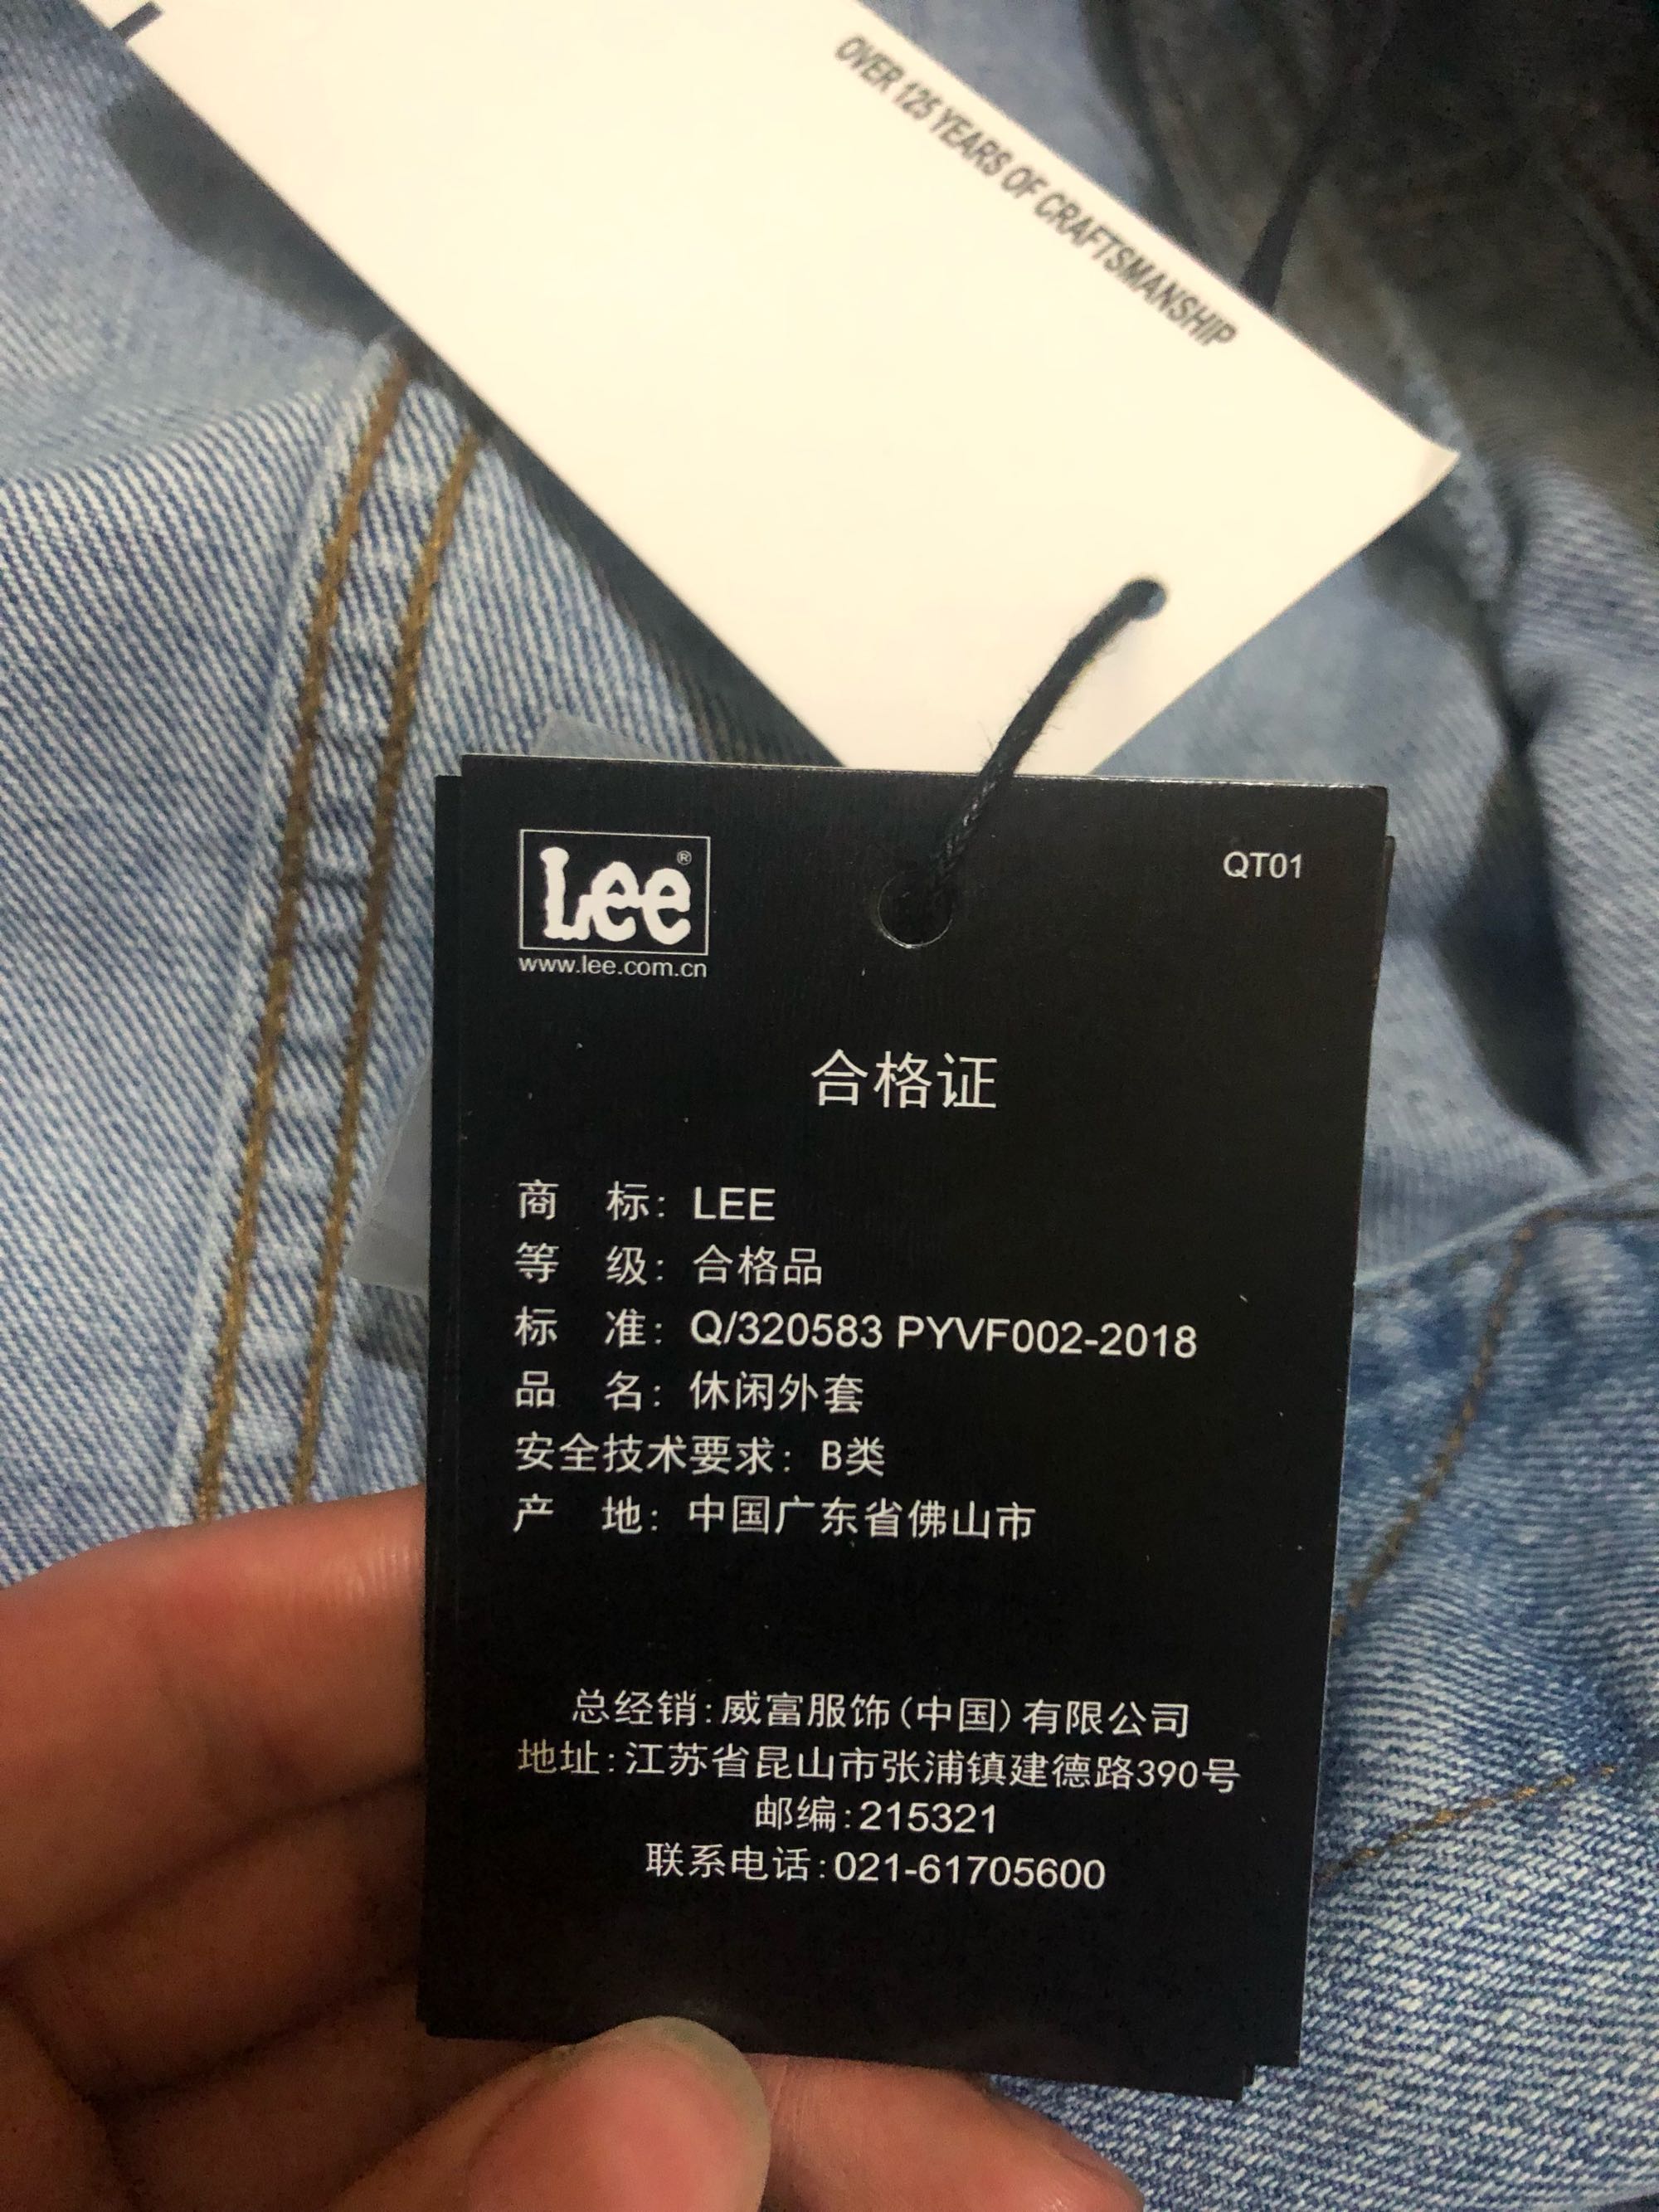 OVER 125 YEARS OF CRAFTSMANSHIP
Lee®
QT01
www.lee.com.cn
合格证
商 标: LEE
等 级: 合格品
标 准: Q/320583 PYVF002-2018
品 名: 休闲外套
安全技术要求: B类
产 地: 中国广东省佛山市
总经销:威富服饰(中国)有限公司
地址:江苏省昆山市张浦镇建德路390号
邮编:215321
联系电话:021-61705600